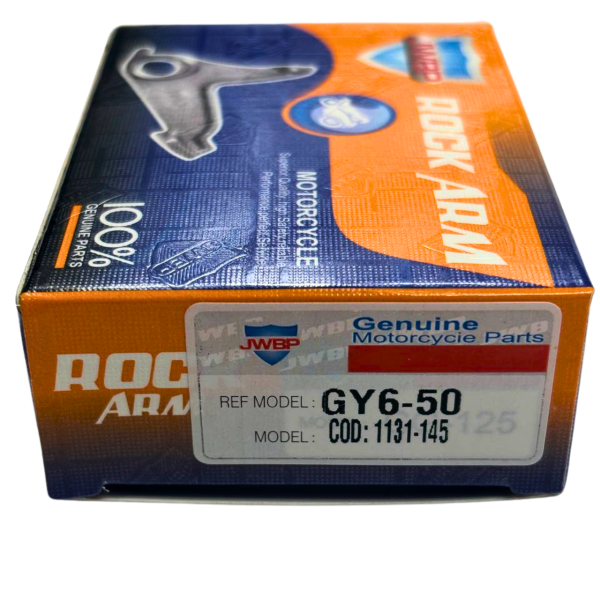 JWBP
ROCK ARM
MOTORCYCLE
100%
GENUINE PARTS
ROCK
ARM
JWBP
Genuine
Motorcycle Parts
REF MODEL: GY6-50
MODEL: COD: 1131-145
125